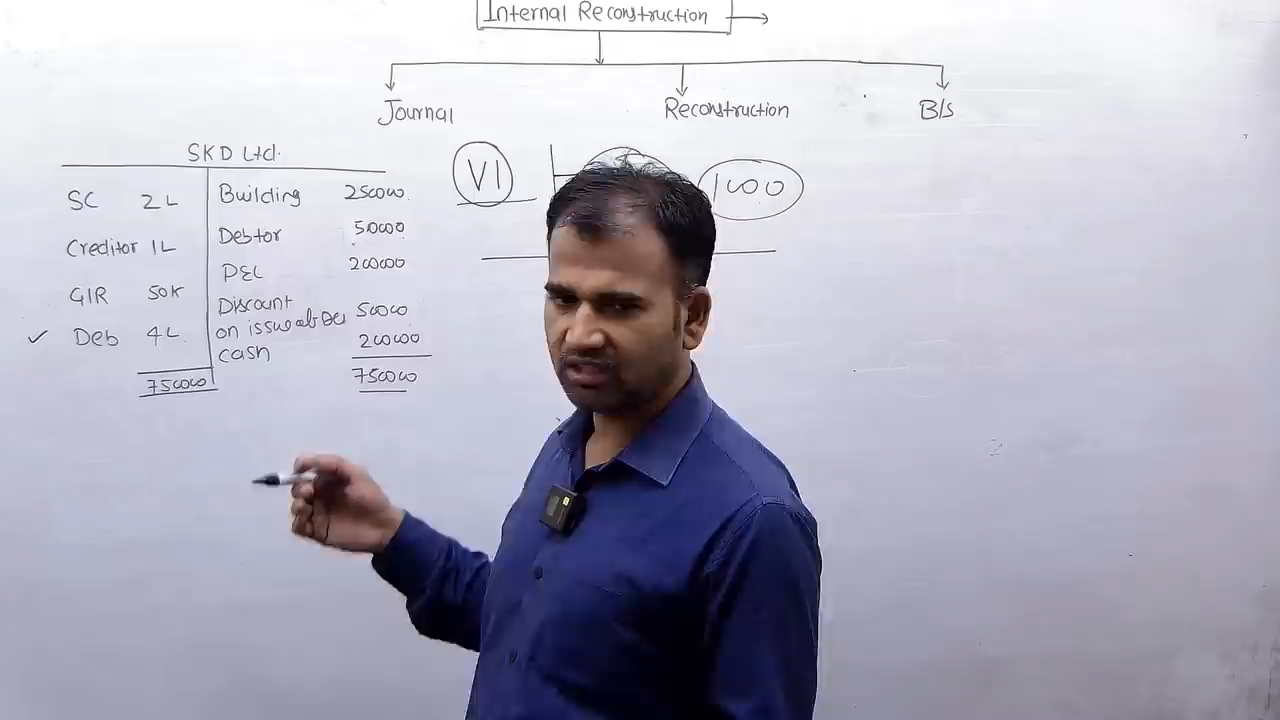 Internal Reconstruction
Journal Reconstruction B/S
SKD Ltd.
SC 2L Building 250000
Creditor 1L Debtor 50000
GIR 50K P&L 200000
Discount
on issue of Deb 50000
✓ Deb 4L cash 200000
750000 750000
VI
1000